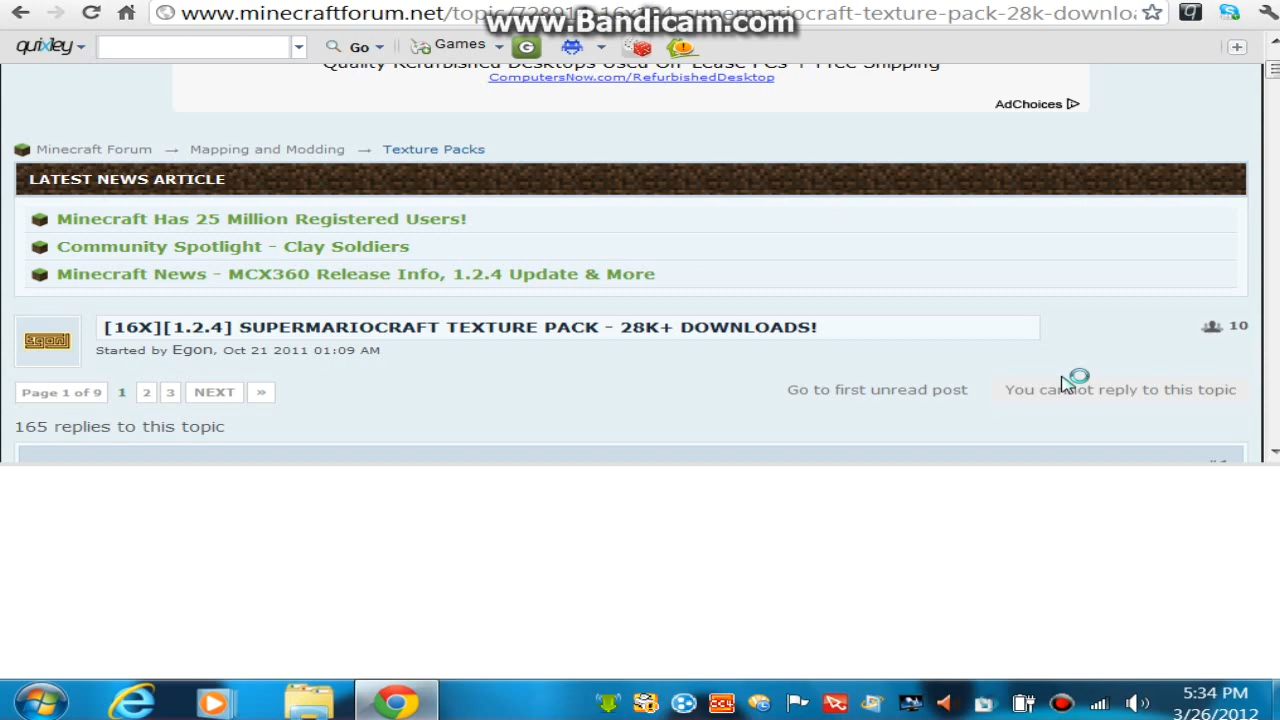 www.minecraftforum.net/topic/
supermariocraft-texture-pack-28k-downlo
www.Bandicam.com
quixley
Go
Games
Quality Refurbished Desktops Used Off-Lease PCs + Free Shipping
ComputersNow.com/RefurbishedDesktop
AdChoices
Minecraft Forum → Mapping and Modding → Texture Packs
LATEST NEWS ARTICLE
Minecraft Has 25 Million Registered Users!
Community Spotlight - Clay Soldiers
Minecraft News - MCX360 Release Info, 1.2.4 Update & More
[16X][1.2.4] SUPERMARIOCRAFT TEXTURE PACK - 28K+ DOWNLOADS!
10
Started by Egon, Oct 21 2011 01:09 AM
Page 1 of 9 1 2 3 NEXT »
Go to first unread post
You cannot reply to this topic
165 replies to this topic
5:34 PM
3/26/2012